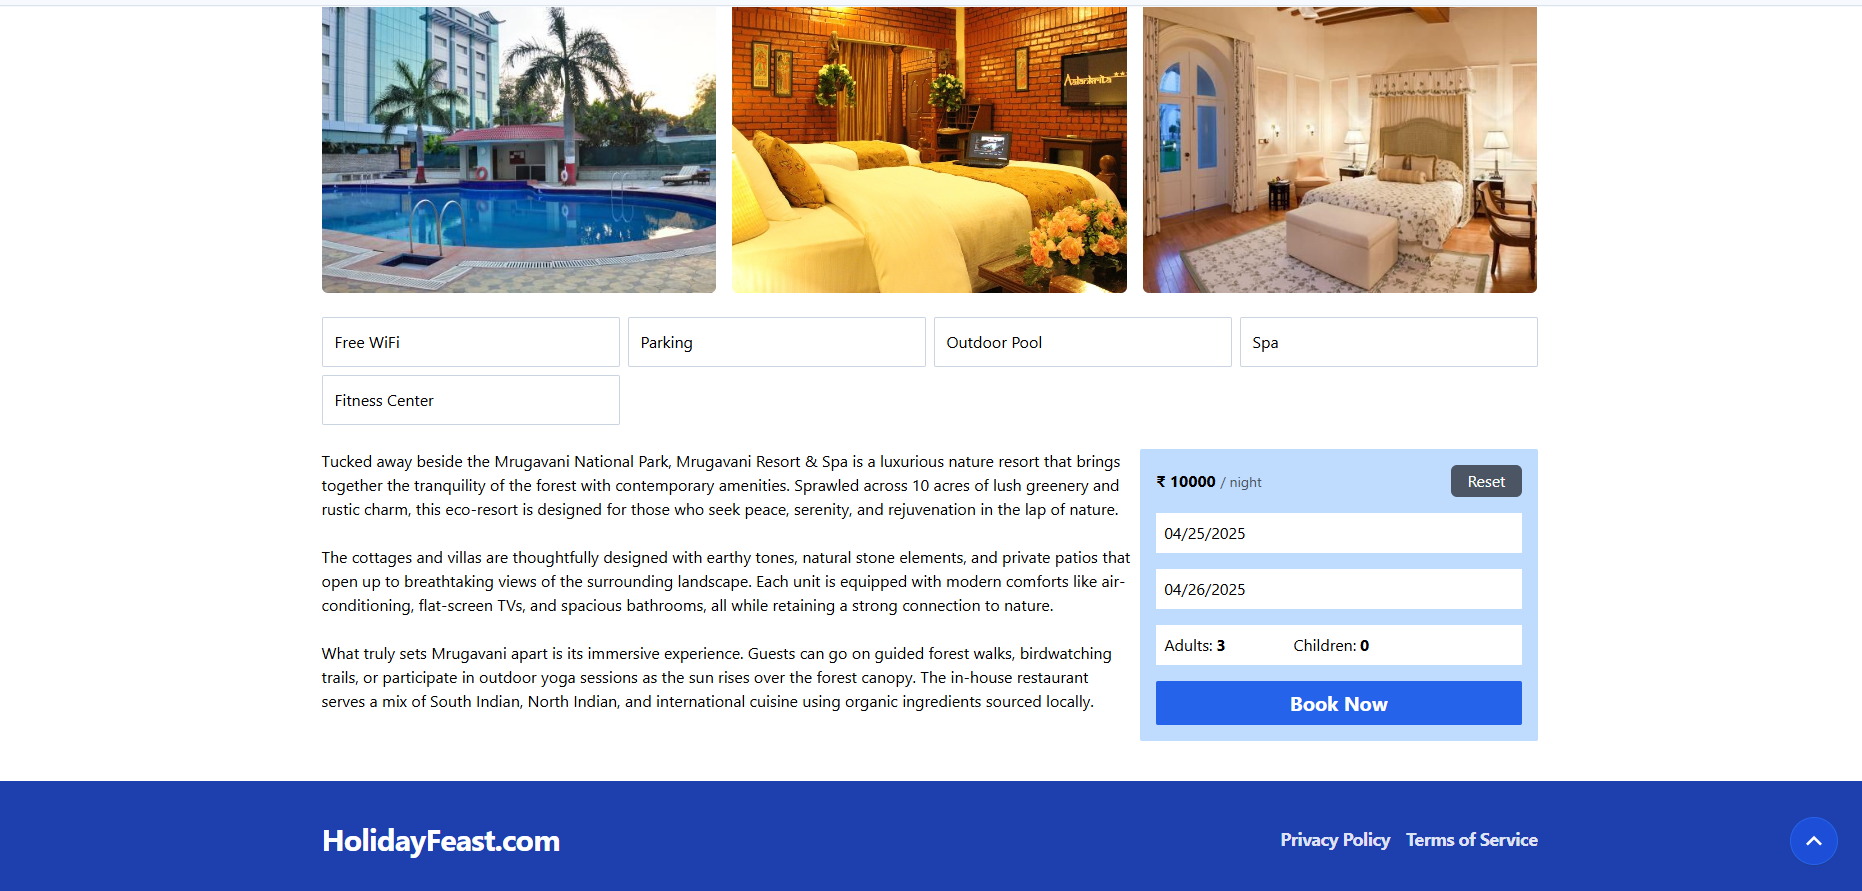 Aalankrita***
Free WiFi
Parking
Outdoor Pool
Spa
Fitness Center
Tucked away beside the Mrugavani National Park, Mrugavani Resort & Spa is a luxurious nature resort that brings
together the tranquility of the forest with contemporary amenities. Sprawled across 10 acres of lush greenery and
rustic charm, this eco-resort is designed for those who seek peace, serenity, and rejuvenation in the lap of nature.
The cottages and villas are thoughtfully designed with earthy tones, natural stone elements, and private patios that
open up to breathtaking views of the surrounding landscape. Each unit is equipped with modern comforts like air-
conditioning, flat-screen TVs, and spacious bathrooms, all while retaining a strong connection to nature.
What truly sets Mrugavani apart is its immersive experience. Guests can go on guided forest walks, birdwatching
trails, or participate in outdoor yoga sessions as the sun rises over the forest canopy. The in-house restaurant
serves a mix of South Indian, North Indian, and international cuisine using organic ingredients sourced locally.
₹ 10000 / night
Reset
04/25/2025
04/26/2025
Adults: 3 Children: 0
Book Now
HolidayFeast.com
Privacy Policy Terms of Service